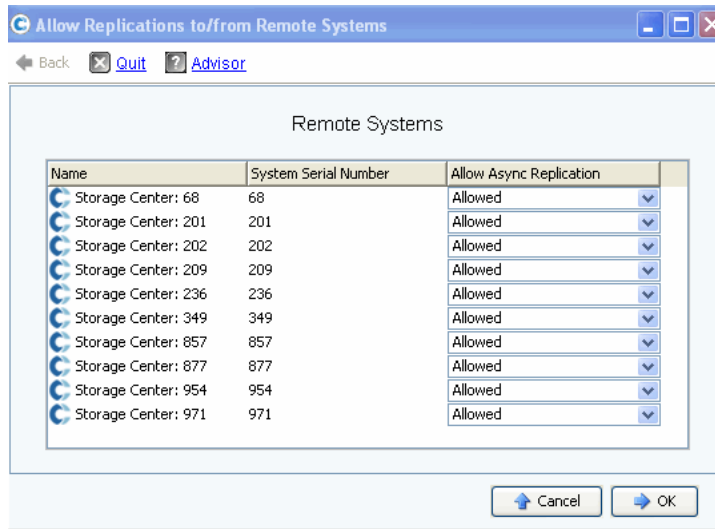 Allow Replications to/from Remote Systems
Back Quit Advisor
Remote Systems
Name System Serial Number Allow Async Replication
Storage Center: 68 68 Allowed
Storage Center: 201 201 Allowed
Storage Center: 202 202 Allowed
Storage Center: 209 209 Allowed
Storage Center: 236 236 Allowed
Storage Center: 349 349 Allowed
Storage Center: 857 857 Allowed
Storage Center: 877 877 Allowed
Storage Center: 954 954 Allowed
Storage Center: 971 971 Allowed
Cancel OK